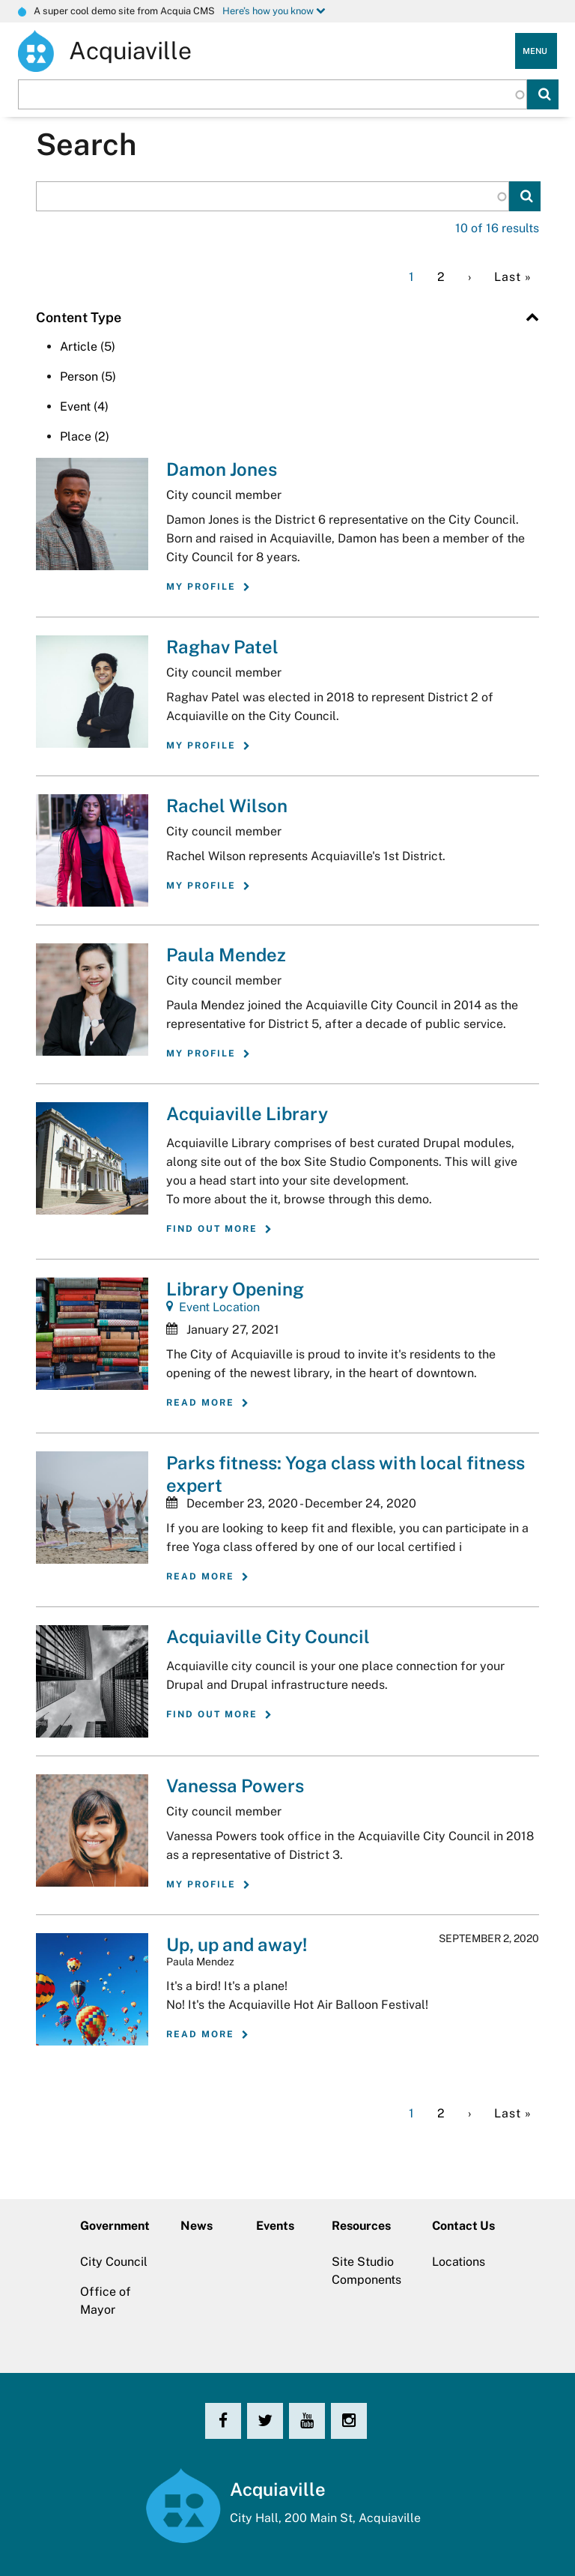 A super cool demo site from Acquia CMS Here's how you know
Acquiaville
MENU
Search
10 of 16 results
1 2 › Last »
Content Type
Article (5)
Person (5)
Event (4)
Place (2)
Damon Jones
City council member
Damon Jones is the District 6 representative on the City Council.
Born and raised in Acquiaville, Damon has been a member of the
City Council for 8 years.
MY PROFILE
Raghav Patel
City council member
Raghav Patel was elected in 2018 to represent District 2 of
Acquiaville on the City Council.
MY PROFILE
Rachel Wilson
City council member
Rachel Wilson represents Acquiaville's 1st District.
MY PROFILE
Paula Mendez
City council member
Paula Mendez joined the Acquiaville City Council in 2014 as the
representative for District 5, after a decade of public service.
MY PROFILE
Acquiaville Library
Acquiaville Library comprises of best curated Drupal modules,
along site out of the box Site Studio Components. This will give
you a head start into your site development.
To more about the it, browse through this demo.
FIND OUT MORE
Library Opening
Event Location
January 27, 2021
The City of Acquiaville is proud to invite it's residents to the
opening of the newest library, in the heart of downtown.
READ MORE
Parks fitness: Yoga class with local fitness
expert
December 23, 2020 - December 24, 2020
If you are looking to keep fit and flexible, you can participate in a
free Yoga class offered by one of our local certified i
READ MORE
Acquiaville City Council
Acquiaville city council is your one place connection for your
Drupal and Drupal infrastructure needs.
FIND OUT MORE
Vanessa Powers
City council member
Vanessa Powers took office in the Acquiaville City Council in 2018
as a representative of District 3.
MY PROFILE
Up, up and away!
SEPTEMBER 2, 2020
Paula Mendez
It's a bird! It's a plane!
No! It's the Acquiaville Hot Air Balloon Festival!
READ MORE
1 2 › Last »
Government News Events Resources Contact Us
City Council
Office of
Mayor
Site Studio
Components
Locations
You Tube
Acquiaville
City Hall, 200 Main St, Acquiaville